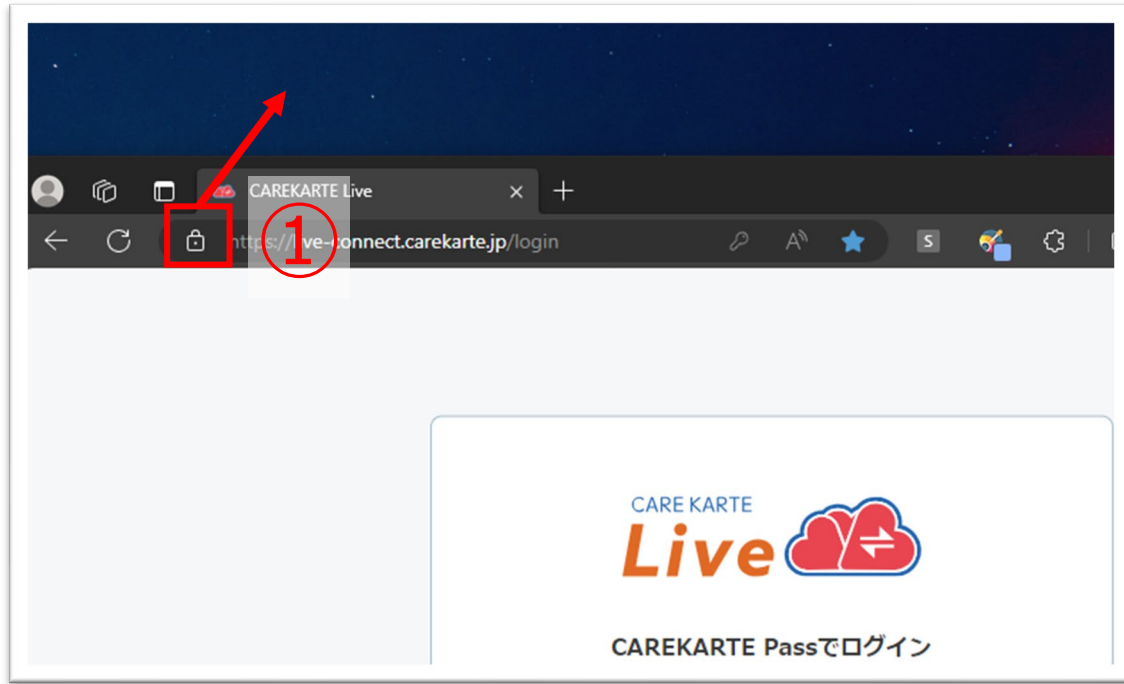 CAREKARTE Live
①
https://live-connect.carekarte.jp/login
A
S
CARE KARTE
Live
CAREKARTE Passでログイン